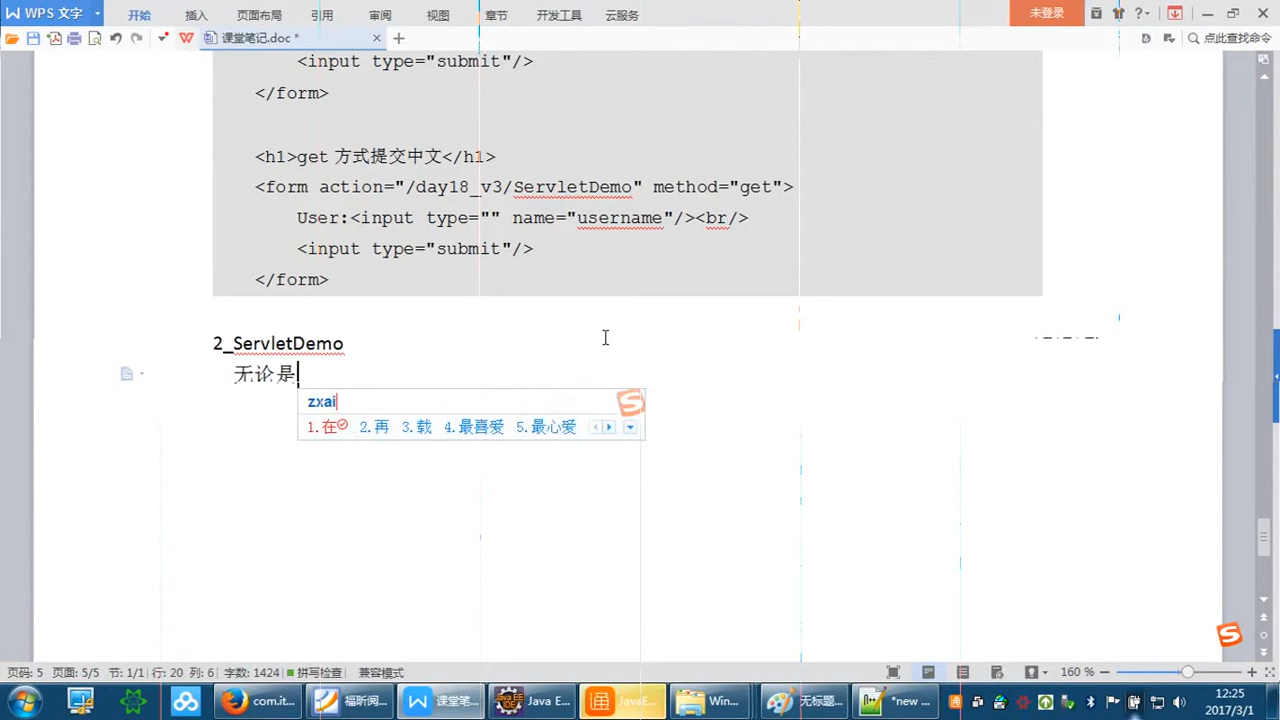 WPS 文字 开始 插入 页面布局 引用 审阅 视图 章节 开发工具 云服务 未登录
课堂笔记.doc * 点此查找命令
<input type="submit"/>
</form>
<h1>get 方式提交中文</h1>
<form action="/day18_v3/ServletDemo" method="get">
User:<input type="" name="username"/><br/>
<input type="submit"/>
</form>
2_ServletDemo
无论是
zxai
1.在 2.再 3.载 4.最喜爱 5.最心爱
页码: 5 页面: 5/5 节: 1/1 行: 20 列: 6 字数: 1424 拼写检查 兼容模式 160 %
com.it... 福昕阅... 课堂笔... Java E... JavaE... Win... 无标题... *new ... 12:25
2017/3/1